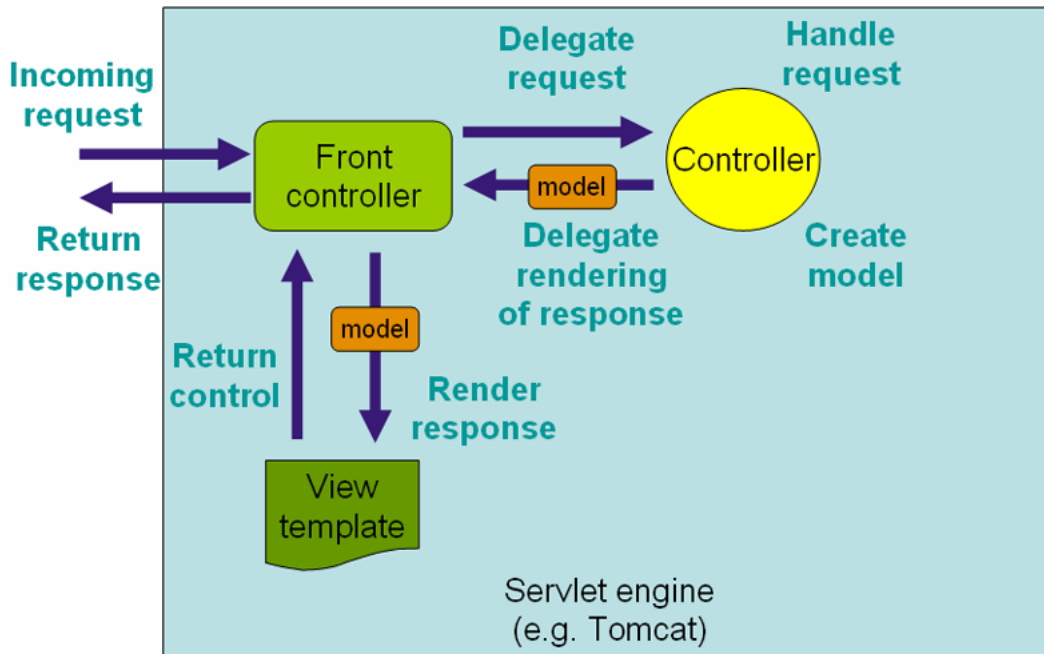 Incoming
request
Delegate
request
Handle
request
Front
controller
Controller
model
Return
response
Delegate
rendering
of response
Create
model
model
Return
control
Render
response
View
template
Servlet engine
(e.g. Tomcat)